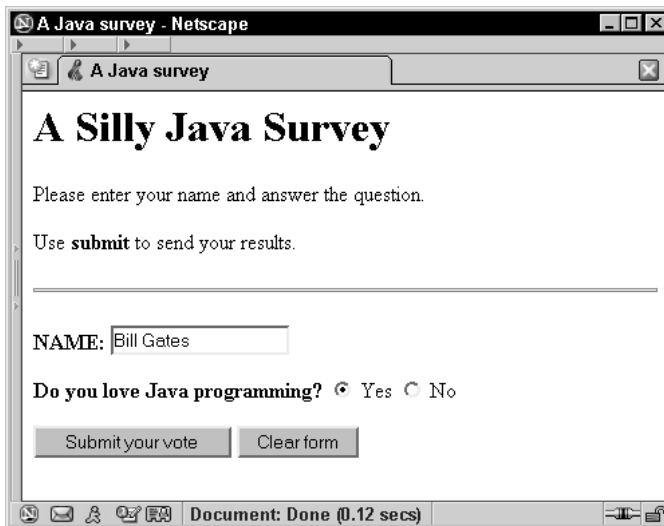 A Java survey - Netscape
A Java survey
A Silly Java Survey
Please enter your name and answer the question.
Use submit to send your results.
NAME: Bill Gates
Do you love Java programming? Yes No
Submit your vote Clear form
Document: Done (0.12 secs)